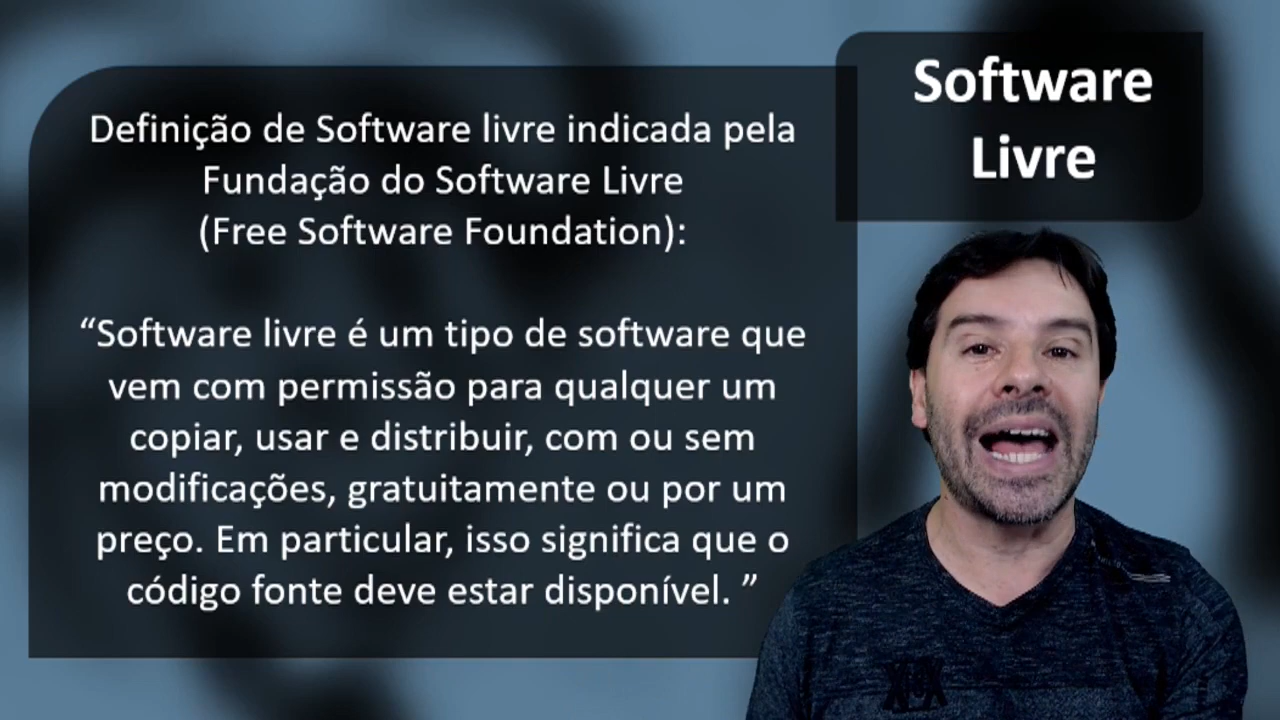 Software
Livre
Definição de Software livre indicada pela
Fundação do Software Livre
(Free Software Foundation):
“Software livre é um tipo de software que
vem com permissão para qualquer um
copiar, usar e distribuir, com ou sem
modificações, gratuitamente ou por um
preço. Em particular, isso significa que o
código fonte deve estar disponível. ”